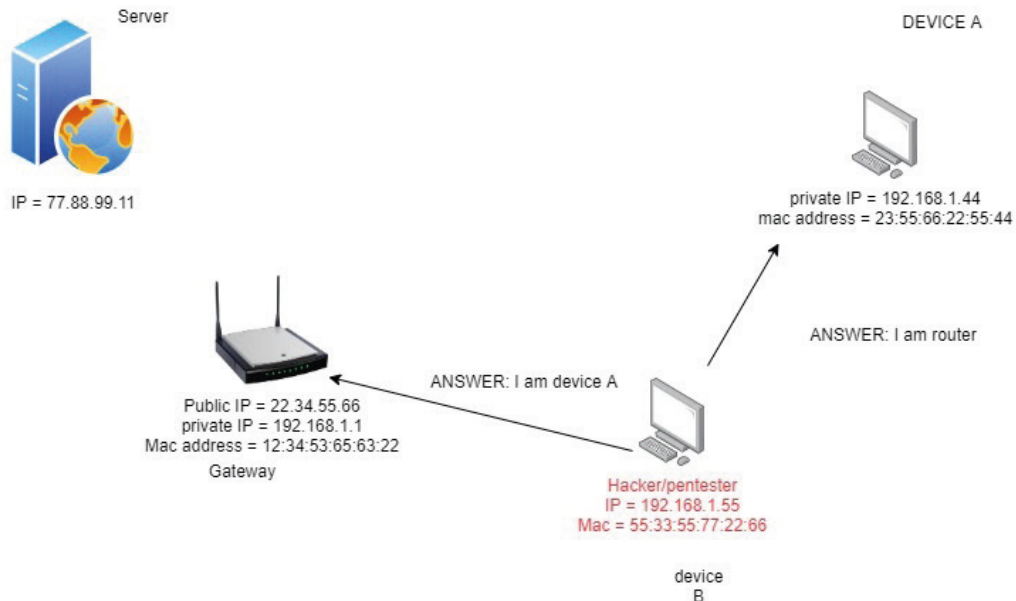 Server
DEVICE A
IP = 77.88.99.11
private IP = 192.168.1.44
mac address = 23:55:66:22:55:44
ANSWER: I am router
ANSWER: I am device A
Public IP = 22.34.55.66
private IP = 192.168.1.1
Mac address = 12:34:53:65:63:22
Gateway
Hacker/pentester
IP = 192.168.1.55
Mac = 55:33:55:77:22:66
device
B